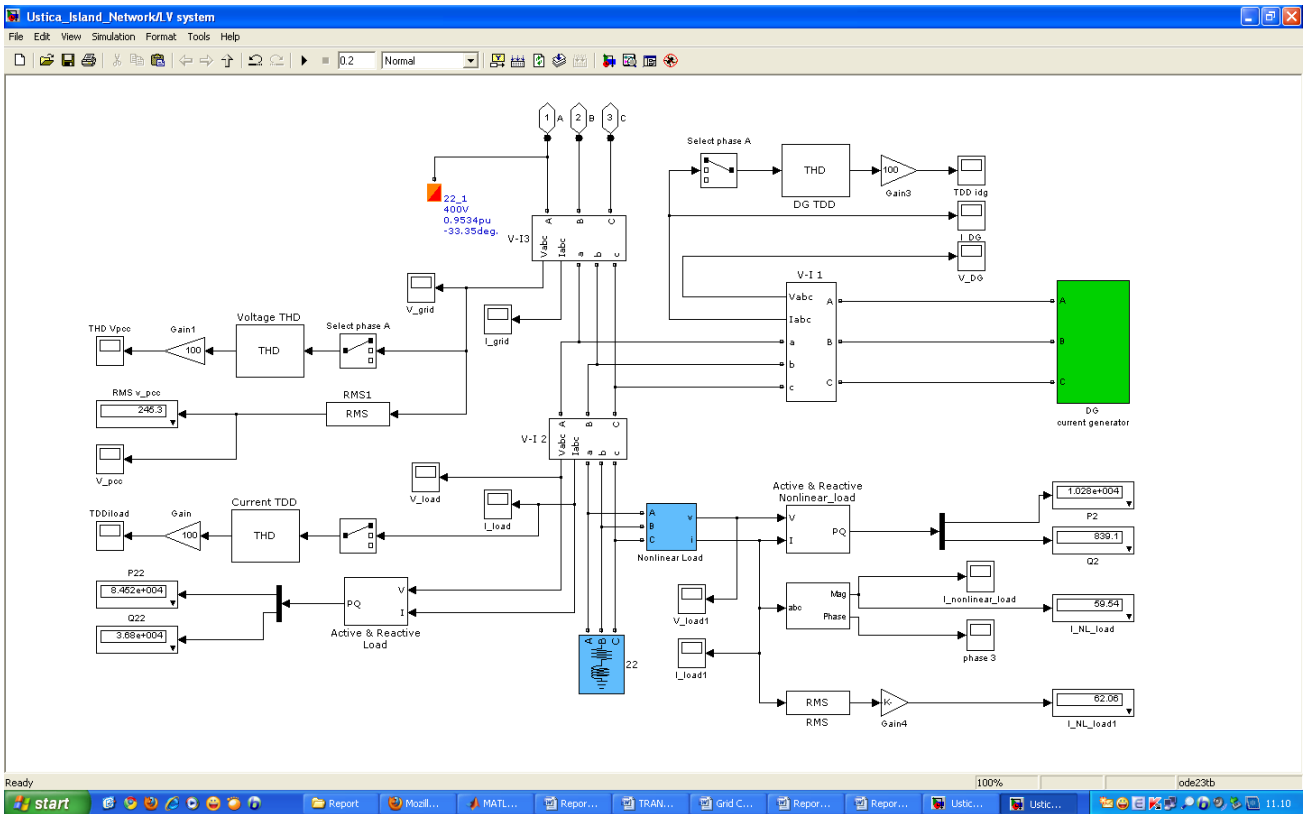 Ustica_Island_Network/LV system
File Edit View Simulation Format Tools Help
0.2 Normal
1 A 2 B 3 C
22_1
400V
0.9534pu
-33.35deg.
Select phase A
THD
DG TDD
100
Gain3
TDD idg
I_DG
V_DG
V-I3
A B C
Vabc Iabc a b c
V_grid
I_grid
V-I 1
Vabc
Iabc
a
b
c
A
B
C
A
B
C
DG
current generator
THD Vpcc
Gain1
100
Voltage THD
THD
Select phase A
RMS v_pcc
245.3
RMS1
RMS
V_pcc
V-I 2
A B C
Vabc Iabc a b c
V_load
I_load
TDDiload
Gain
100
Current TDD
THD
P22
8.452e+004
Q22
3.68e+004
PQ
V
I
Active & Reactive
Load
A
B
C
v
i
Nonlinear Load
A B C
22
Active & Reactive
Nonlinear_load
V
I
PQ
1.028e+004
P2
839.1
Q2
V_load1
I_load1
abc
Mag
Phase
I_nonlinear_load
59.54
I_NL_load
phase 3
RMS
RMS
-K-
Gain4
62.06
I_NL_load1
Ready
100%
ode23tb
start
Report
Mozill...
MATL...
Repor...
TRAN...
Grid C...
Repor...
Repor...
Ustic...
Ustic...
11.10